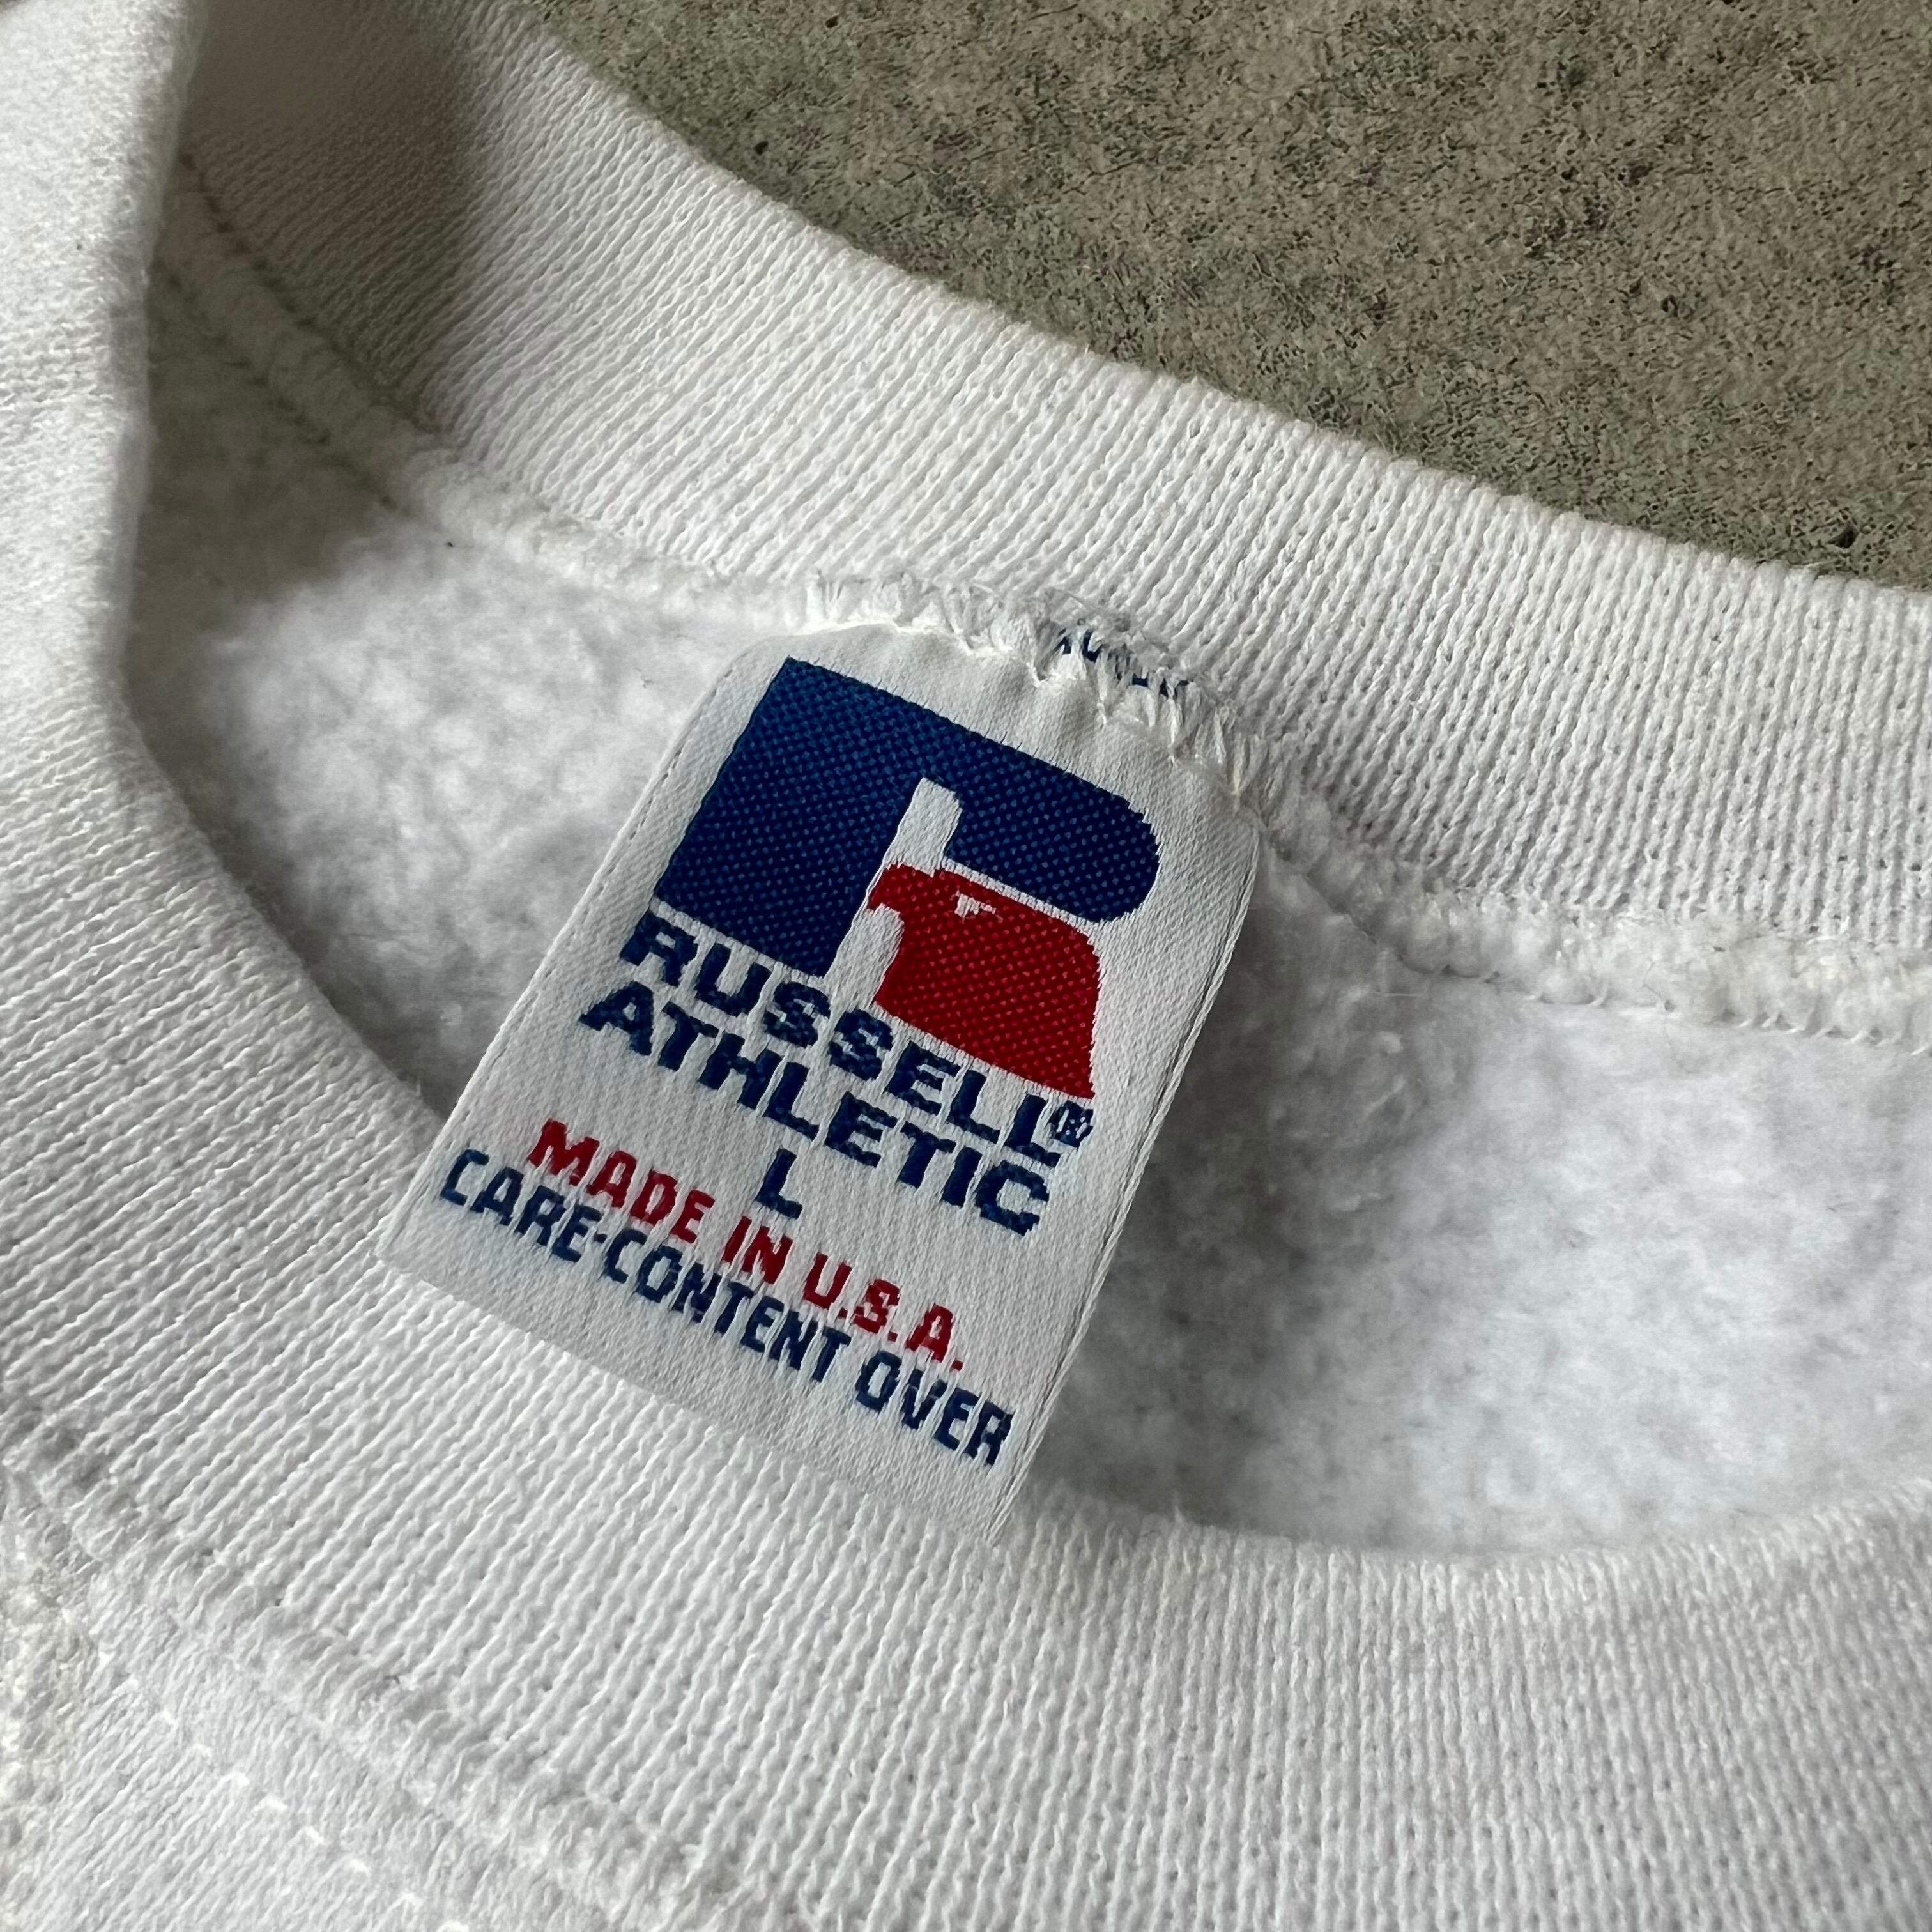 RUSSELL®
ATHLETIC
L
MADE IN U.S.A.
CARE-CONTENT OVER